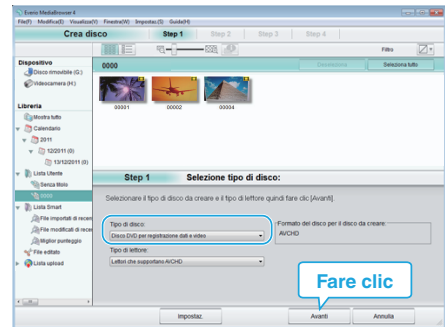 Everio MediaBrowser 4
File(F) Modifica(E) Visualizza(V) Finestra(W) Impostaz.(S) Guida(H)
Crea disco Step 1 Step 2 Step 3 Step 4
Filtro
Dispositivo
Disco rimovibile (G:)
Videocamera (H:)
Libreria
Mostra tutto
Calendario
2011
12/2011 (0)
13/12/2011 (0)
Lista Utente
Senza titolo
0000
Lista Smart
File importati di recen
File modificati di recen
Miglior punteggio
File editato
Lista upload
0000 Deseleziona Seleziona tutto
00001 00002 00004
Step 1 Selezione tipo di disco:
Selezionare il tipo di disco da creare e il tipo di lettore quindi fare clic [Avanti].
Tipo di disco:
Disco DVD per registrazione dati e video
Tipo di lettore:
Lettori che supportano AVCHD
Formato del disco per il disco da creare
AVCHD
Fare clic
Impostaz. Avanti Annulla